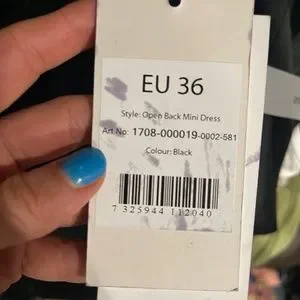 EU 36
Style: Open Back Mini Dress
Art No: 1708-000019-0002-581
Colour: Black
7 325944 112040